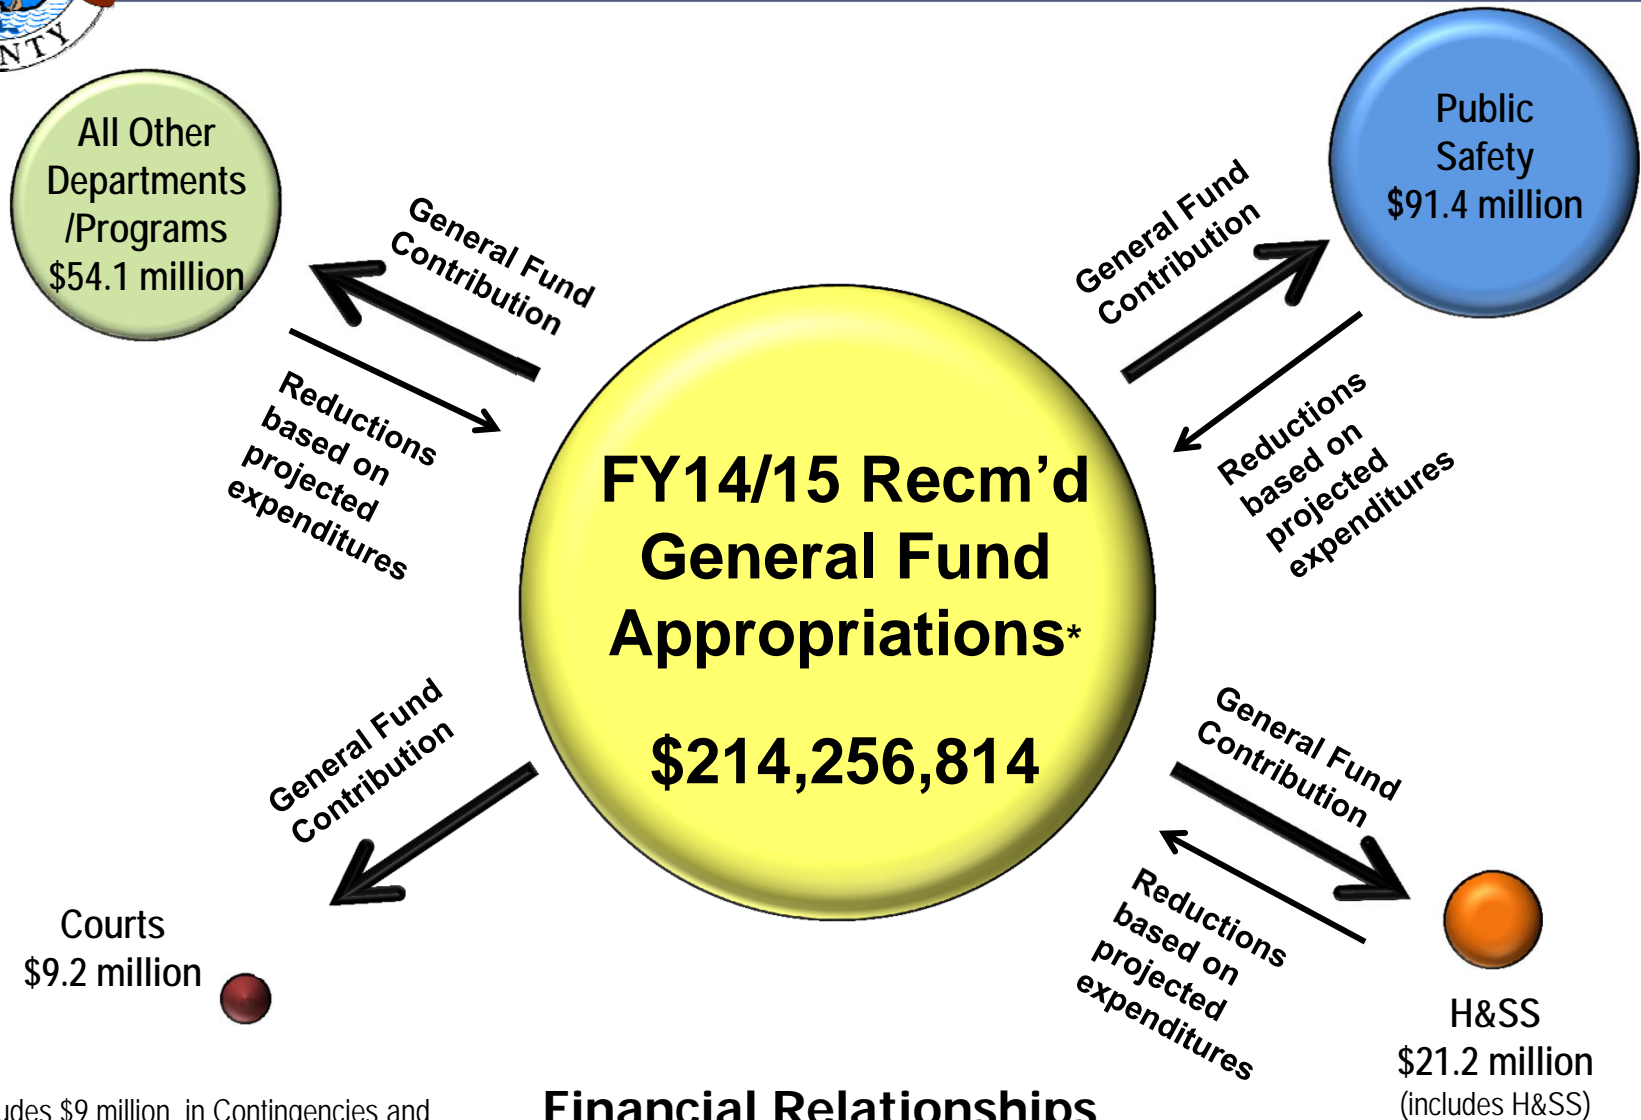 NTY
All Other
Departments
/Programs
$54.1 million
Public
Safety
$91.4 million
General Fund
Contribution
General Fund
Contribution
Reductions
based on
projected
expenditures
Reductions
based on
projected
expenditures
FY14/15 Recm’d
General Fund
Appropriations*
$214,256,814
General Fund
Contribution
General Fund
Contribution
Courts
$9.2 million
Reductions
based on
projected
expenditures
H&SS
$21.2 million
(includes H&SS)
udes $9 million in Contingencies and
Financial Relationships